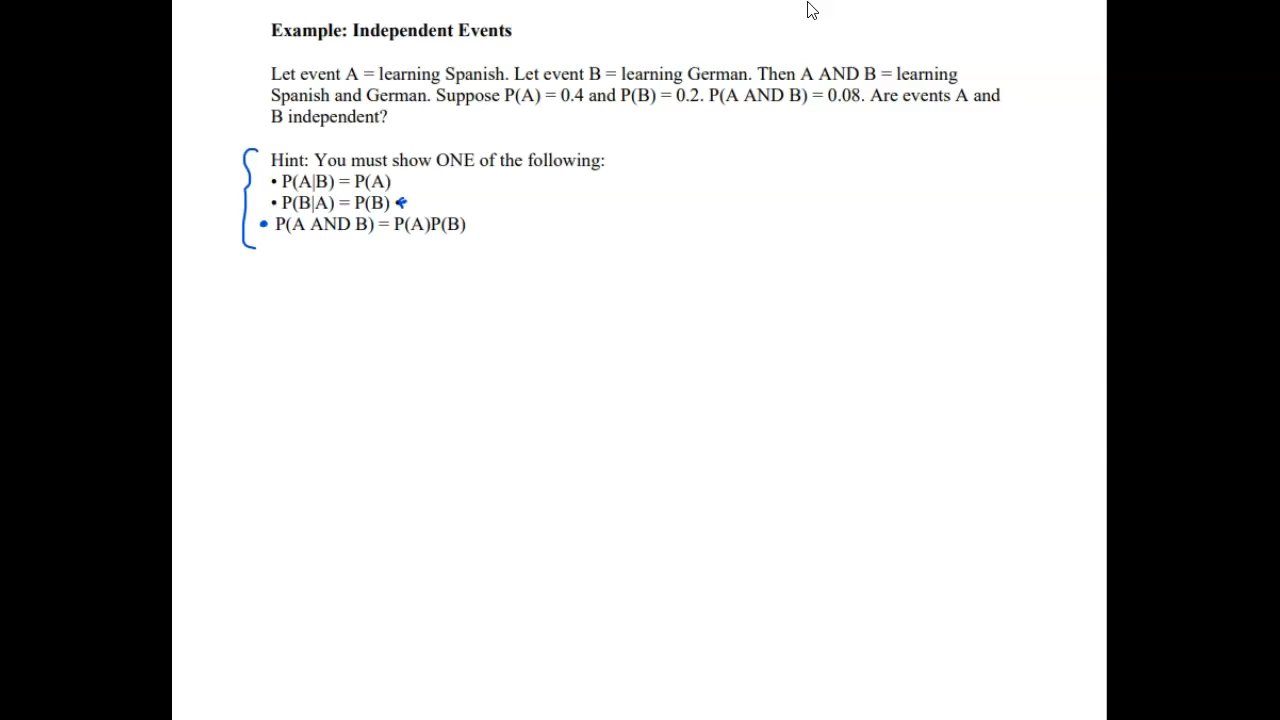 Example: Independent Events
Let event A = learning Spanish. Let event B = learning German. Then A AND B = learning
Spanish and German. Suppose P(A) = 0.4 and P(B) = 0.2. P(A AND B) = 0.08. Are events A and
B independent?
Hint: You must show ONE of the following:
• P(A|B) = P(A)
• P(B|A) = P(B)
• P(A AND B) = P(A)P(B)